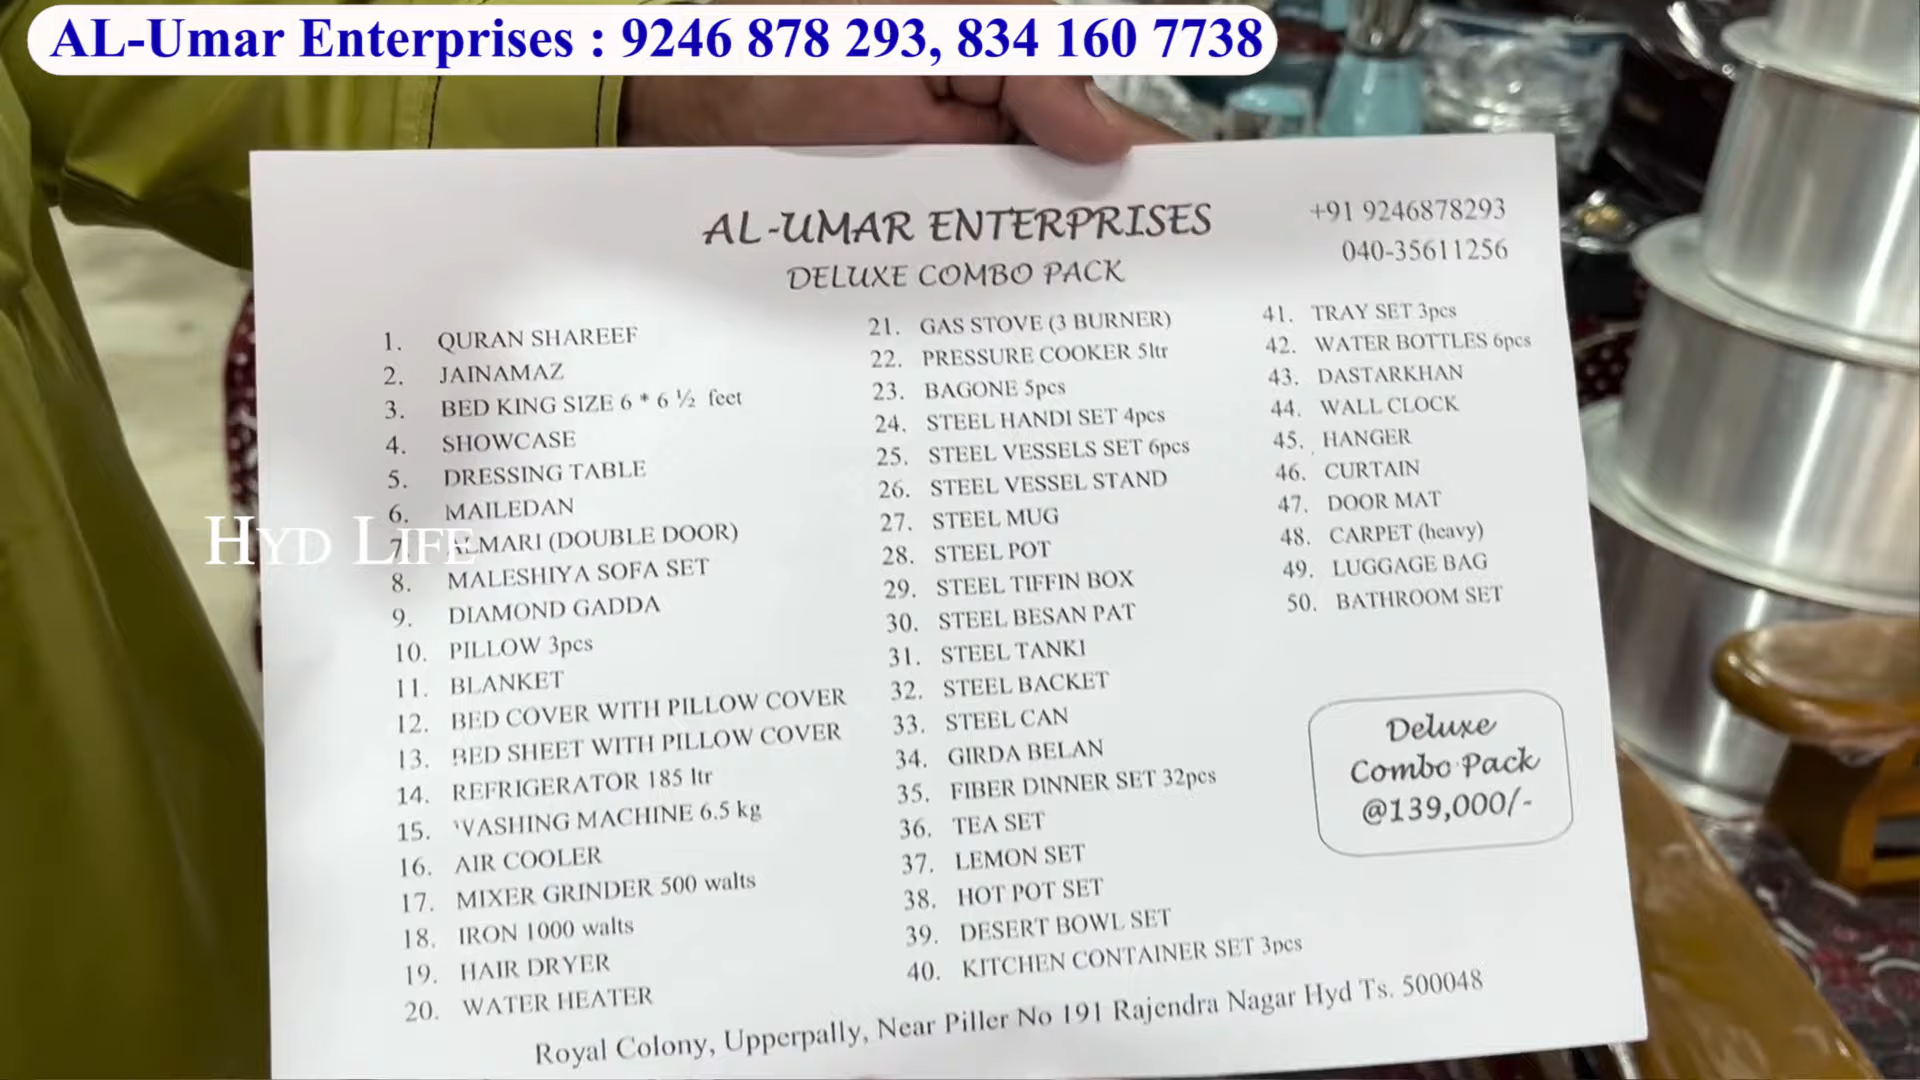 AL-Umar Enterprises : 9246 878 293, 834 160 7738
AL-UMAR ENTERPRISES
DELUXE COMBO PACK
+91 9246878293
040-35611256
1. QURAN SHAREEF
2. JAINAMAZ
3. BED KING SIZE 6 * 6 ½ feet
4. SHOWCASE
5. DRESSING TABLE
6. MAILEDAN
7. ALMARI (DOUBLE DOOR)
8. MALESHIYA SOFA SET
9. DIAMOND GADDA
10. PILLOW 3pcs
11. BLANKET
12. BED COVER WITH PILLOW COVER
13. BED SHEET WITH PILLOW COVER
14. REFRIGERATOR 185 ltr
15. WASHING MACHINE 6.5 kg
16. AIR COOLER
17. MIXER GRINDER 500 walts
18. IRON 1000 walts
19. HAIR DRYER
20. WATER HEATER
21. GAS STOVE (3 BURNER)
22. PRESSURE COOKER 5ltr
23. BAGONE 5pcs
24. STEEL HANDI SET 4pcs
25. STEEL VESSELS SET 6pcs
26. STEEL VESSEL STAND
27. STEEL MUG
28. STEEL POT
29. STEEL TIFFIN BOX
30. STEEL BESAN PAT
31. STEEL TANKI
32. STEEL BACKET
33. STEEL CAN
34. GIRDA BELAN
35. FIBER DINNER SET 32pcs
36. TEA SET
37. LEMON SET
38. HOT POT SET
39. DESERT BOWL SET
40. KITCHEN CONTAINER SET 3pcs
41. TRAY SET 3pcs
42. WATER BOTTLES 6pcs
43. DASTARKHAN
44. WALL CLOCK
45. HANGER
46. CURTAIN
47. DOOR MAT
48. CARPET (heavy)
49. LUGGAGE BAG
50. BATHROOM SET
Deluxe
Combo Pack
@139,000/-
Royal Colony, Upperpally, Near Piller No 191 Rajendra Nagar Hyd Ts. 500048
HYD LIFE